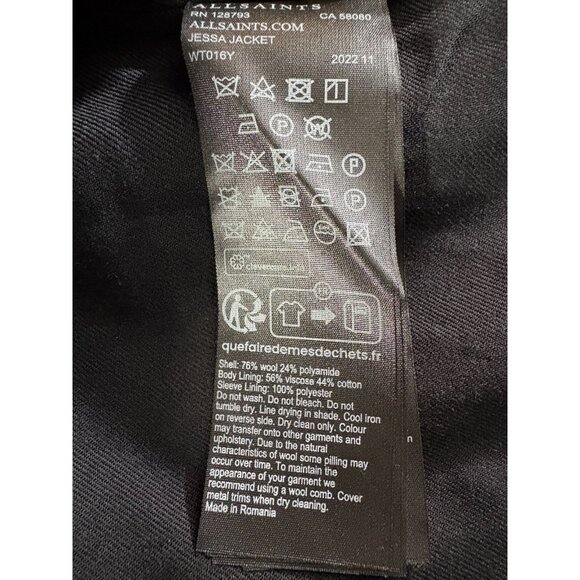 ALLSAINTS
RN 128793 CA 56080
ALLSAINTS.COM
JESSA JACKET
WT016Y 2022 11
P W
P
clevercare.info
FR
quefairedemesdechets.fr
Shell: 76% wool 24% polyamide
Body Lining: 56% viscose 44% cotton
Sleeve Lining: 100% polyester
Do not wash. Do not bleach. Do not
tumble dry. Line drying in shade. Cool iron
on reverse side. Dry clean only. Colour
may transfer onto other garments and
upholstery. Due to the natural
characteristics of wool some pilling may
occur over time. To maintain the
appearance of your garment we
recommend using a wool comb. Cover
metal trims when dry cleaning.
Made in Romania
n